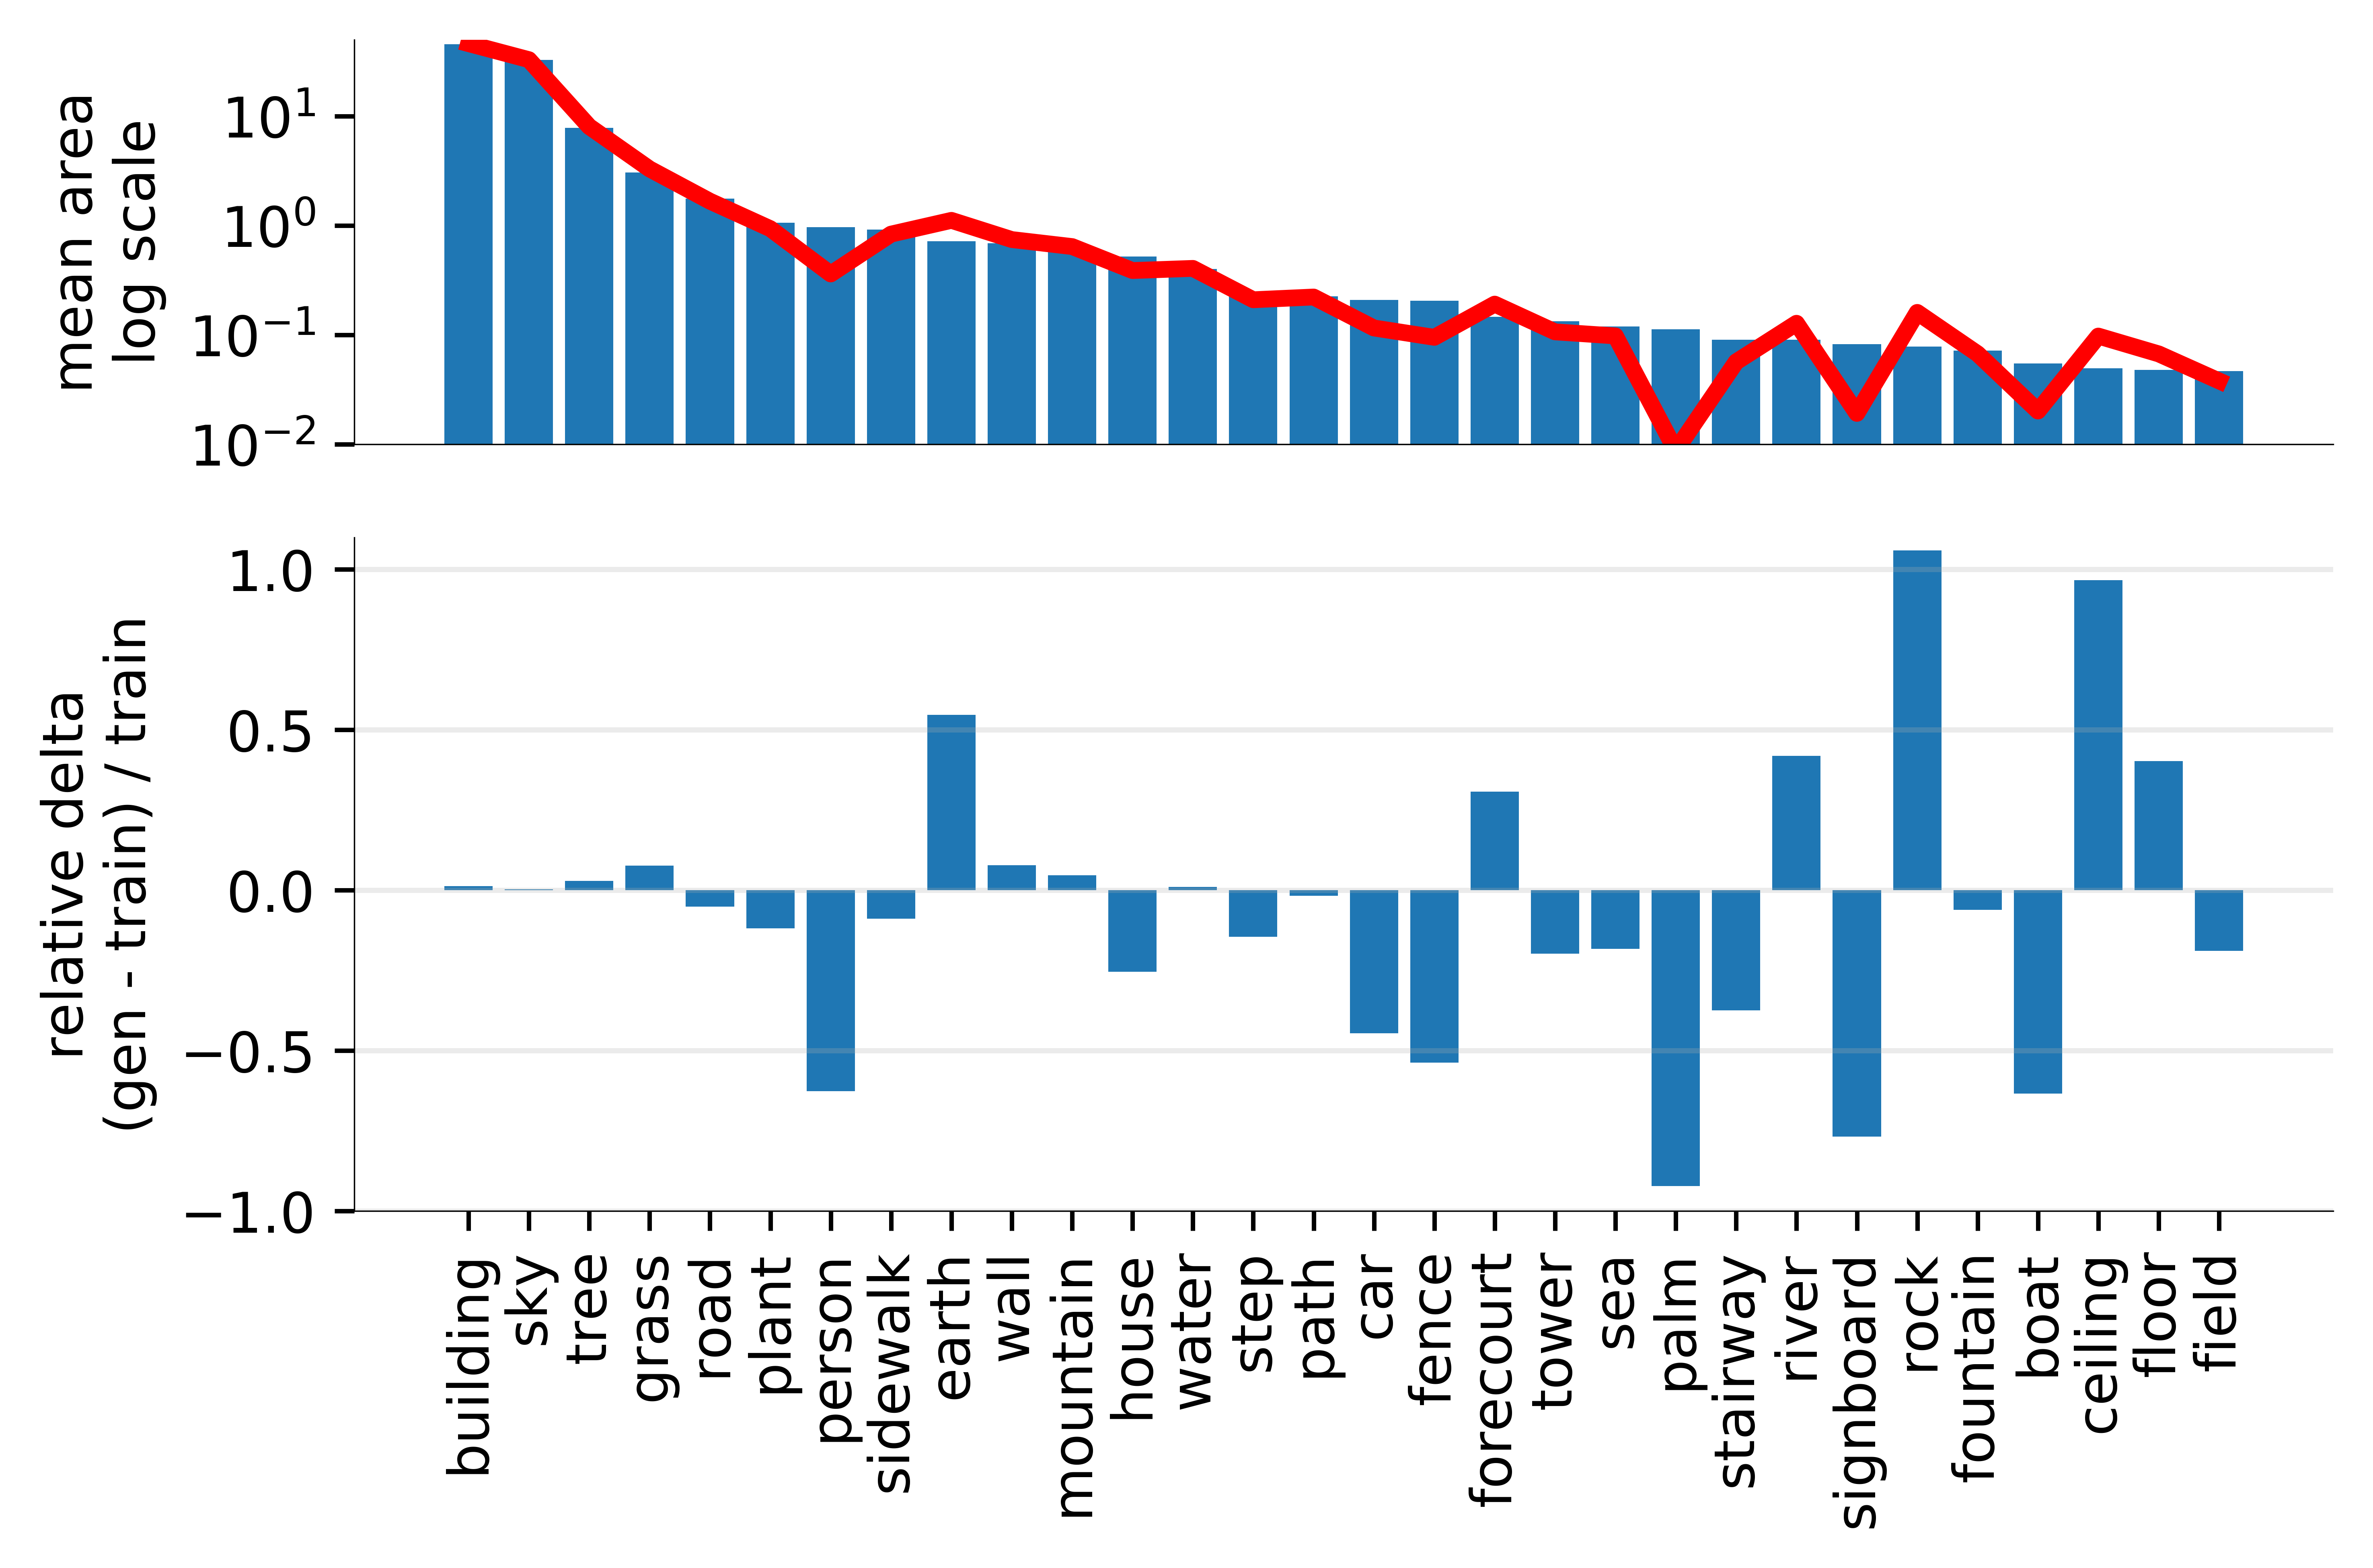 mean area
log scale
10¹
10⁰
10⁻¹
10⁻²
relative delta
(gen - train) / train
1.0
0.5
0.0
−0.5
−1.0
building
sky
tree
grass
road
plant
person
sidewalk
earth
wall
mountain
house
water
step
path
car
fence
forecourt
tower
sea
palm
stairway
river
signboard
rock
fountain
boat
ceiling
floor
field